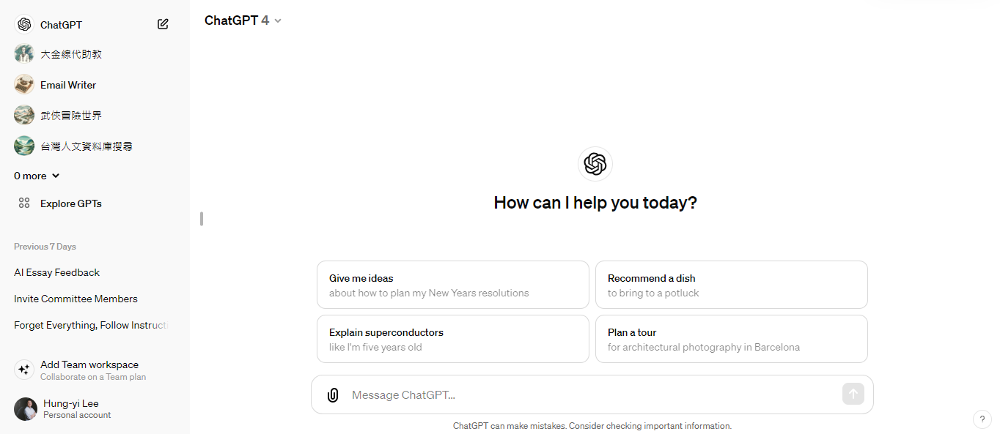 ChatGPT
大金線代助教
Email Writer
武俠冒險世界
台灣人文資料庫搜尋
0 more
Explore GPTs
Previous 7 Days
AI Essay Feedback
Invite Committee Members
Forget Everything, Follow Instructi
Add Team workspace
Collaborate on a Team plan
Hung-yi Lee
Personal account
ChatGPT 4
How can I help you today?
Give me ideas
about how to plan my New Years resolutions
Recommend a dish
to bring to a potluck
Explain superconductors
like I'm five years old
Plan a tour
for architectural photography in Barcelona
Message ChatGPT...
ChatGPT can make mistakes. Consider checking important information.
?